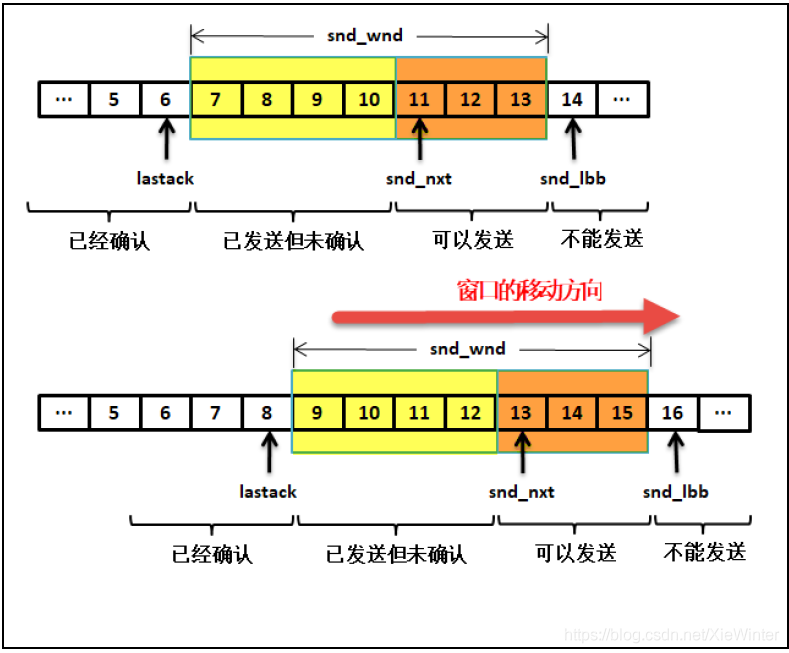 snd_wnd
... 5 6 7 8 9 10 11 12 13 14 ...
lastack snd_nxt snd_lbb
已经确认 已发送但未确认 可以发送 不能发送
窗口的移动方向
snd_wnd
... 5 6 7 8 9 10 11 12 13 14 15 16 ...
lastack snd_nxt snd_lbb
已经确认 已发送但未确认 可以发送 不能发送
https://blog.csdn.net/XieWinter